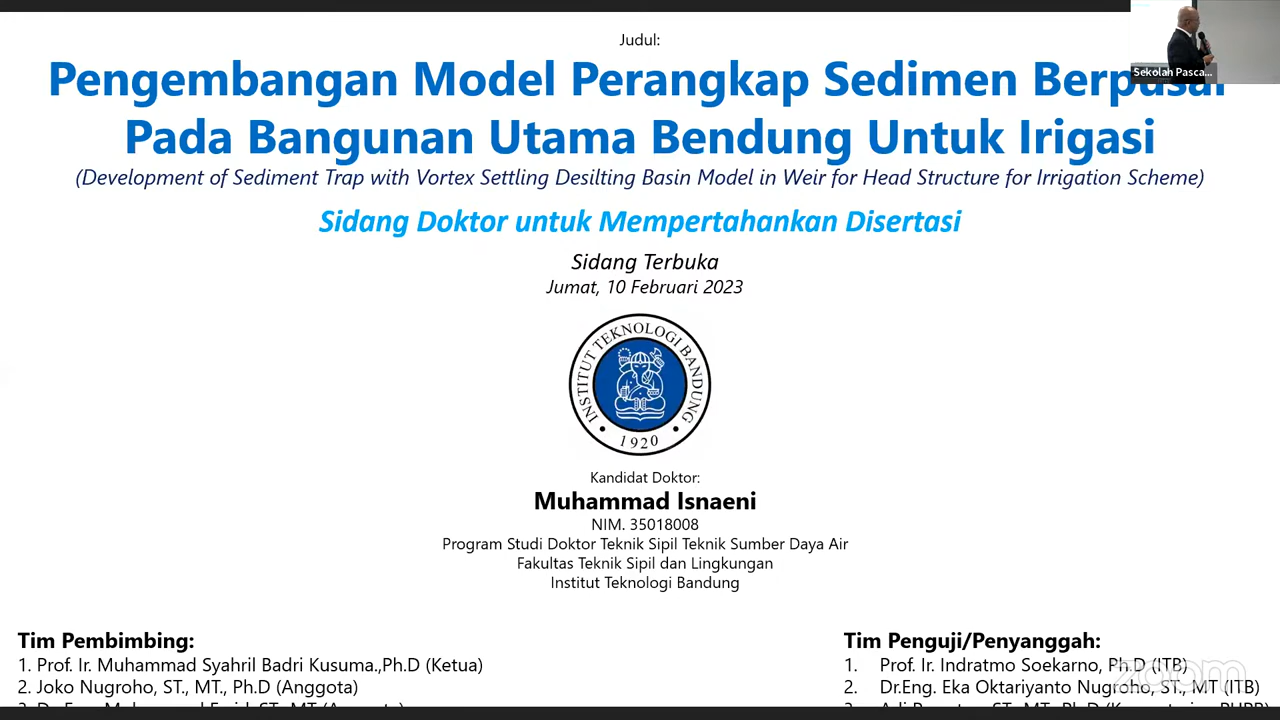 Judul:
Pengembangan Model Perangkap Sedimen Berpusar
Sekolah Pasca...
Pada Bangunan Utama Bendung Untuk Irigasi
(Development of Sediment Trap with Vortex Settling Desilting Basin Model in Weir for Head Structure for Irrigation Scheme)
Sidang Doktor untuk Mempertahankan Disertasi
Sidang Terbuka
Jumat, 10 Februari 2023
INSTITUT TEKNOLOGI BANDUNG
1920
Kandidat Doktor:
Muhammad Isnaeni
NIM. 35018008
Program Studi Doktor Teknik Sipil Teknik Sumber Daya Air
Fakultas Teknik Sipil dan Lingkungan
Institut Teknologi Bandung
Tim Pembimbing:
1. Prof. Ir. Muhammad Syahril Badri Kusuma.,Ph.D (Ketua)
2. Joko Nugroho, ST., MT., Ph.D (Anggota)
Tim Penguji/Penyanggah:
1. Prof. Ir. Indratmo Soekarno, Ph.D (ITB)
2. Dr.Eng. Eka Oktariyanto Nugroho, ST., MT (ITB)
zoom